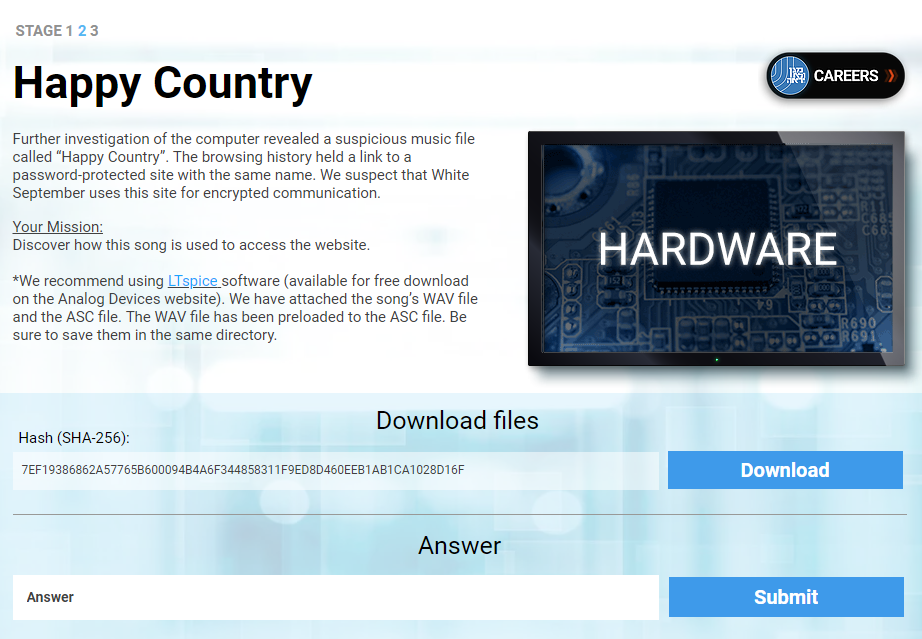 STAGE 1 2 3
Happy Country
CAREERS
Further investigation of the computer revealed a suspicious music file
called “Happy Country”. The browsing history held a link to a
password-protected site with the same name. We suspect that White
September uses this site for encrypted communication.
Your Mission:
Discover how this song is used to access the website.
*We recommend using LTspice software (available for free download
on the Analog Devices website). We have attached the song’s WAV file
and the ASC file. The WAV file has been preloaded to the ASC file. Be
sure to save them in the same directory.
HARDWARE
R690
R691
Download files
Hash (SHA-256):
7EF19386862A57765B600094B4A6F344858311F9ED8D460EEB1AB1CA1028D16F
Download
Answer
Answer
Submit